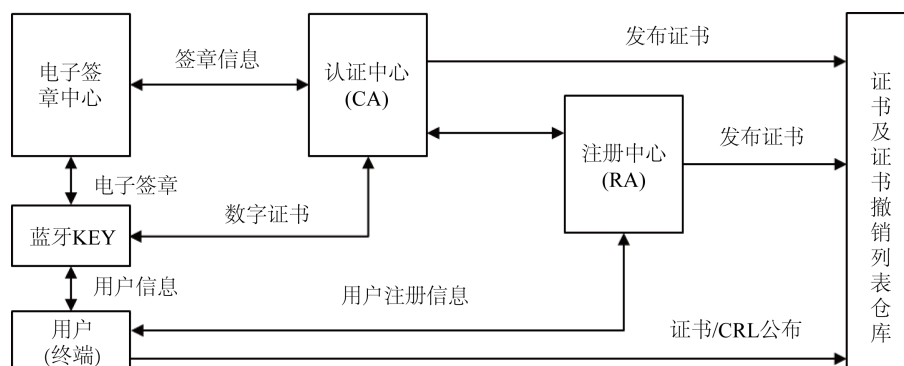 电子签
章中心
签章信息
认证中心
(CA)
发布证书
注册中心
(RA)
发布证书
电子签章
蓝牙KEY
数字证书
用户信息
用户注册信息
用户
(终端)
证书/CRL公布
证书及证书撤销列表仓库